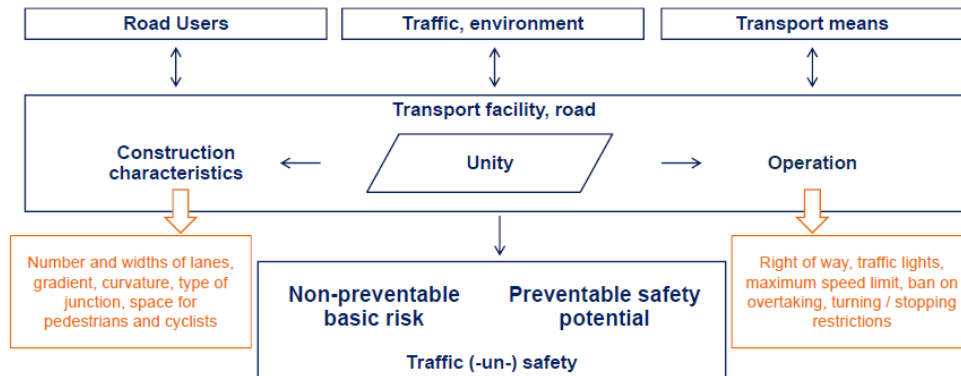 Road Users
Traffic, environment
Transport means
Transport facility, road
Construction
characteristics
Unity
Operation
Number and widths of lanes,
gradient, curvature, type of
junction, space for
pedestrians and cyclists
Non-preventable
basic risk
Preventable safety
potential
Traffic (-un-) safety
Right of way, traffic lights,
maximum speed limit, ban on
overtaking, turning / stopping
restrictions